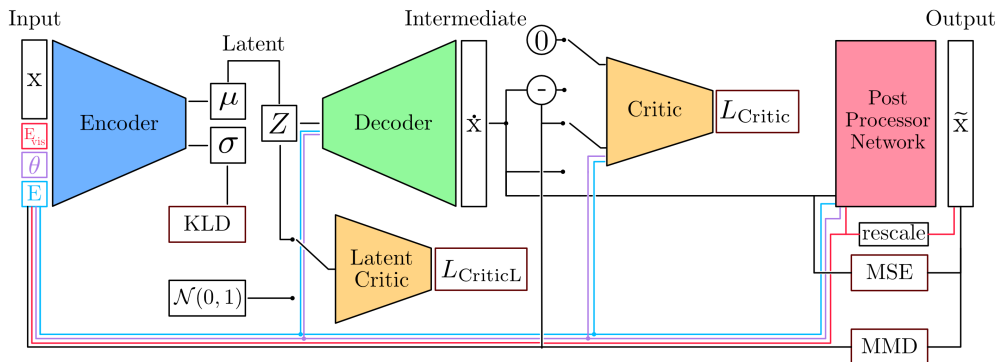 Input
Latent
Intermediate
Output
x
E_vis
θ
E
Encoder
μ
σ
Z
KLD
𝒩(0, 1)
Decoder
ẋ
Latent
Critic
L_CriticL
0
-
Critic
L_Critic
Post
Processor
Network
x̃
rescale
MSE
MMD